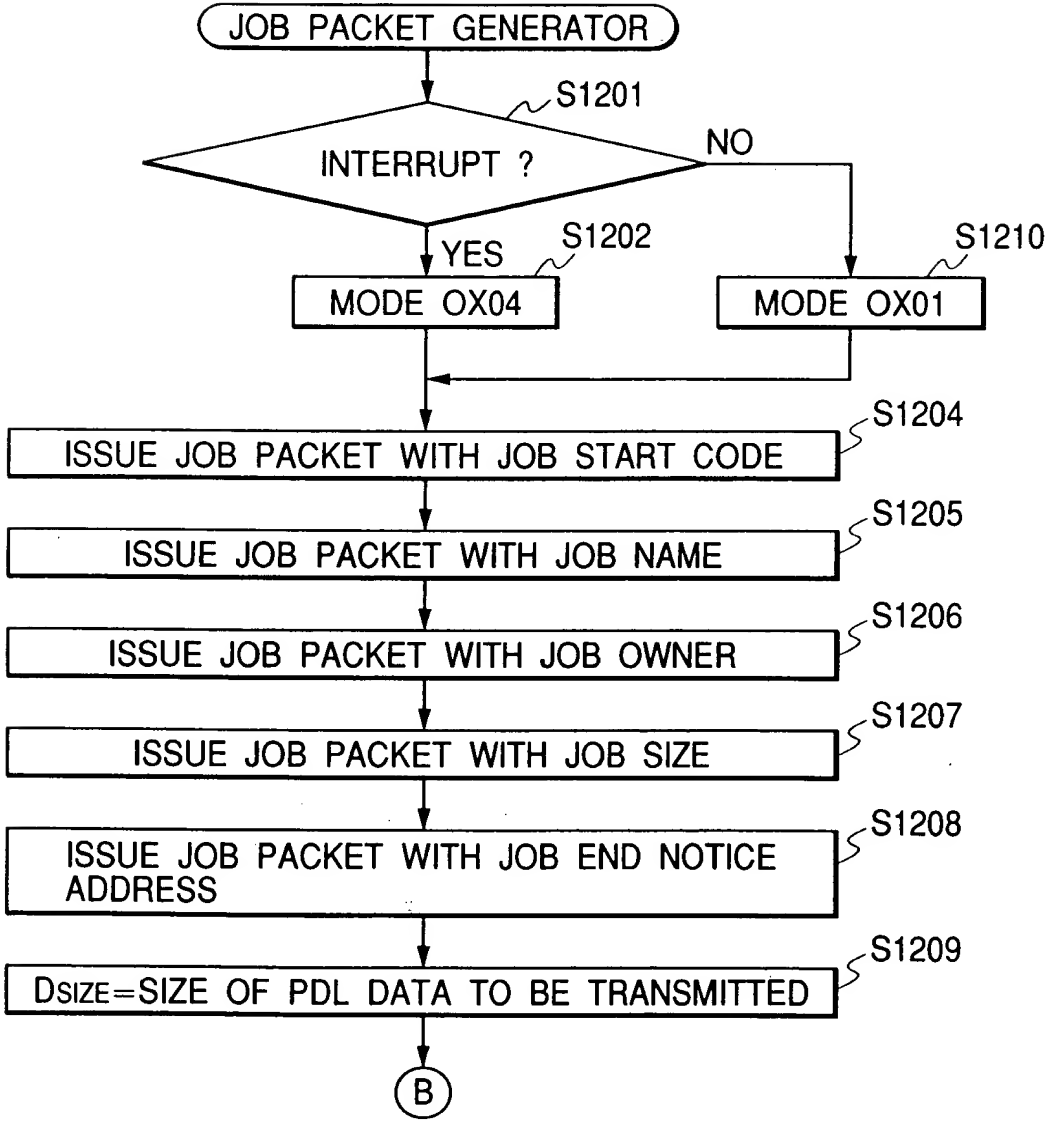 JOB PACKET GENERATOR
S1201
INTERRUPT ?
NO
YES
S1202
S1210
MODE OX04
MODE OX01
S1204
ISSUE JOB PACKET WITH JOB START CODE
S1205
ISSUE JOB PACKET WITH JOB NAME
S1206
ISSUE JOB PACKET WITH JOB OWNER
S1207
ISSUE JOB PACKET WITH JOB SIZE
S1208
ISSUE JOB PACKET WITH JOB END NOTICE
ADDRESS
S1209
DSIZE=SIZE OF PDL DATA TO BE TRANSMITTED
B